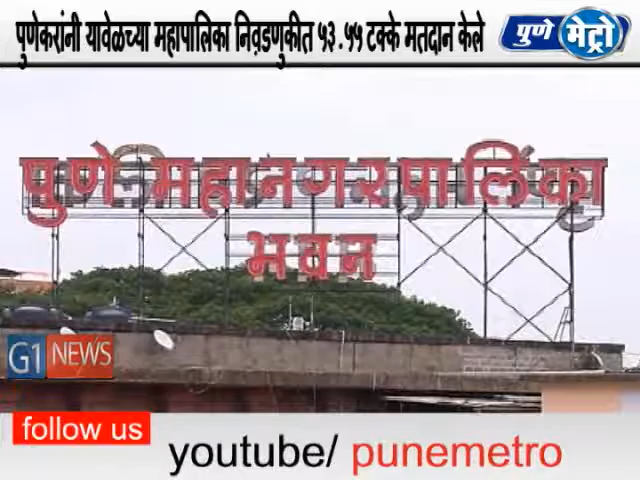 पुणेकरांनी यावेळच्या महापालिका निवडणुकीत ५३.५५ टक्के मतदान केले
पुणे मेट्रो
पुणे महानगरपालिका
भवन
G1 NEWS
follow us
youtube/ punemetro